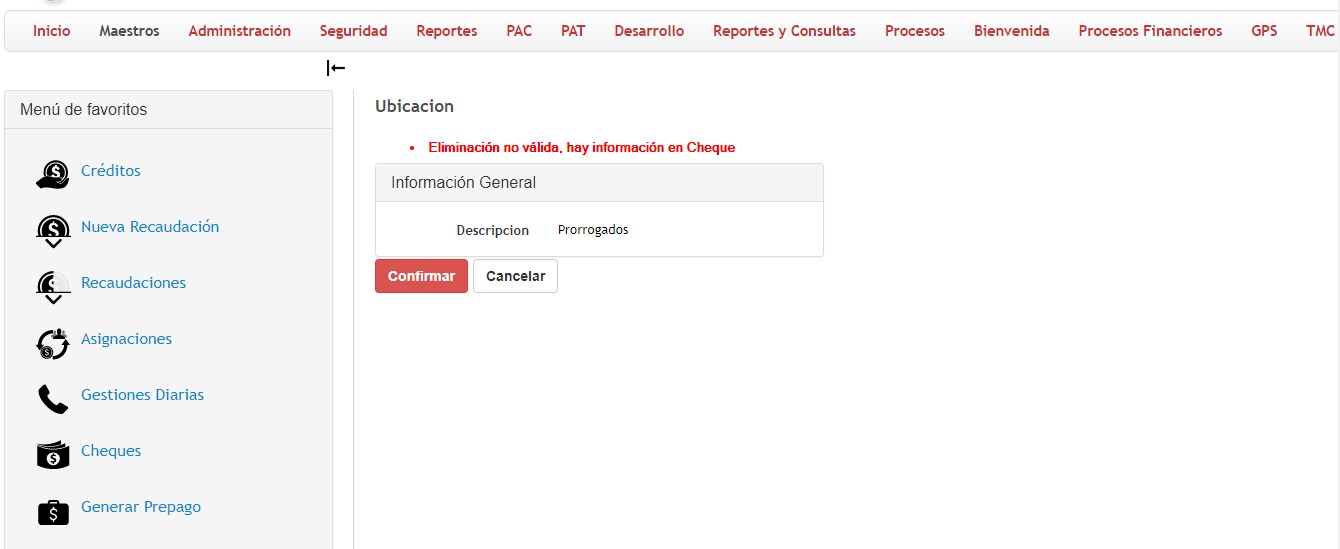 Inicio Maestros Administración Seguridad Reportes PAC PAT Desarrollo Reportes y Consultas Procesos Bienvenida Procesos Financieros GPS TMC
Menú de favoritos
Créditos
Nueva Recaudación
Recaudaciones
Asignaciones
Gestiones Diarias
Cheques
Generar Prepago
Ubicacion
• Eliminación no válida, hay información en Cheque
Información General
Descripcion Prorrogados
Confirmar Cancelar